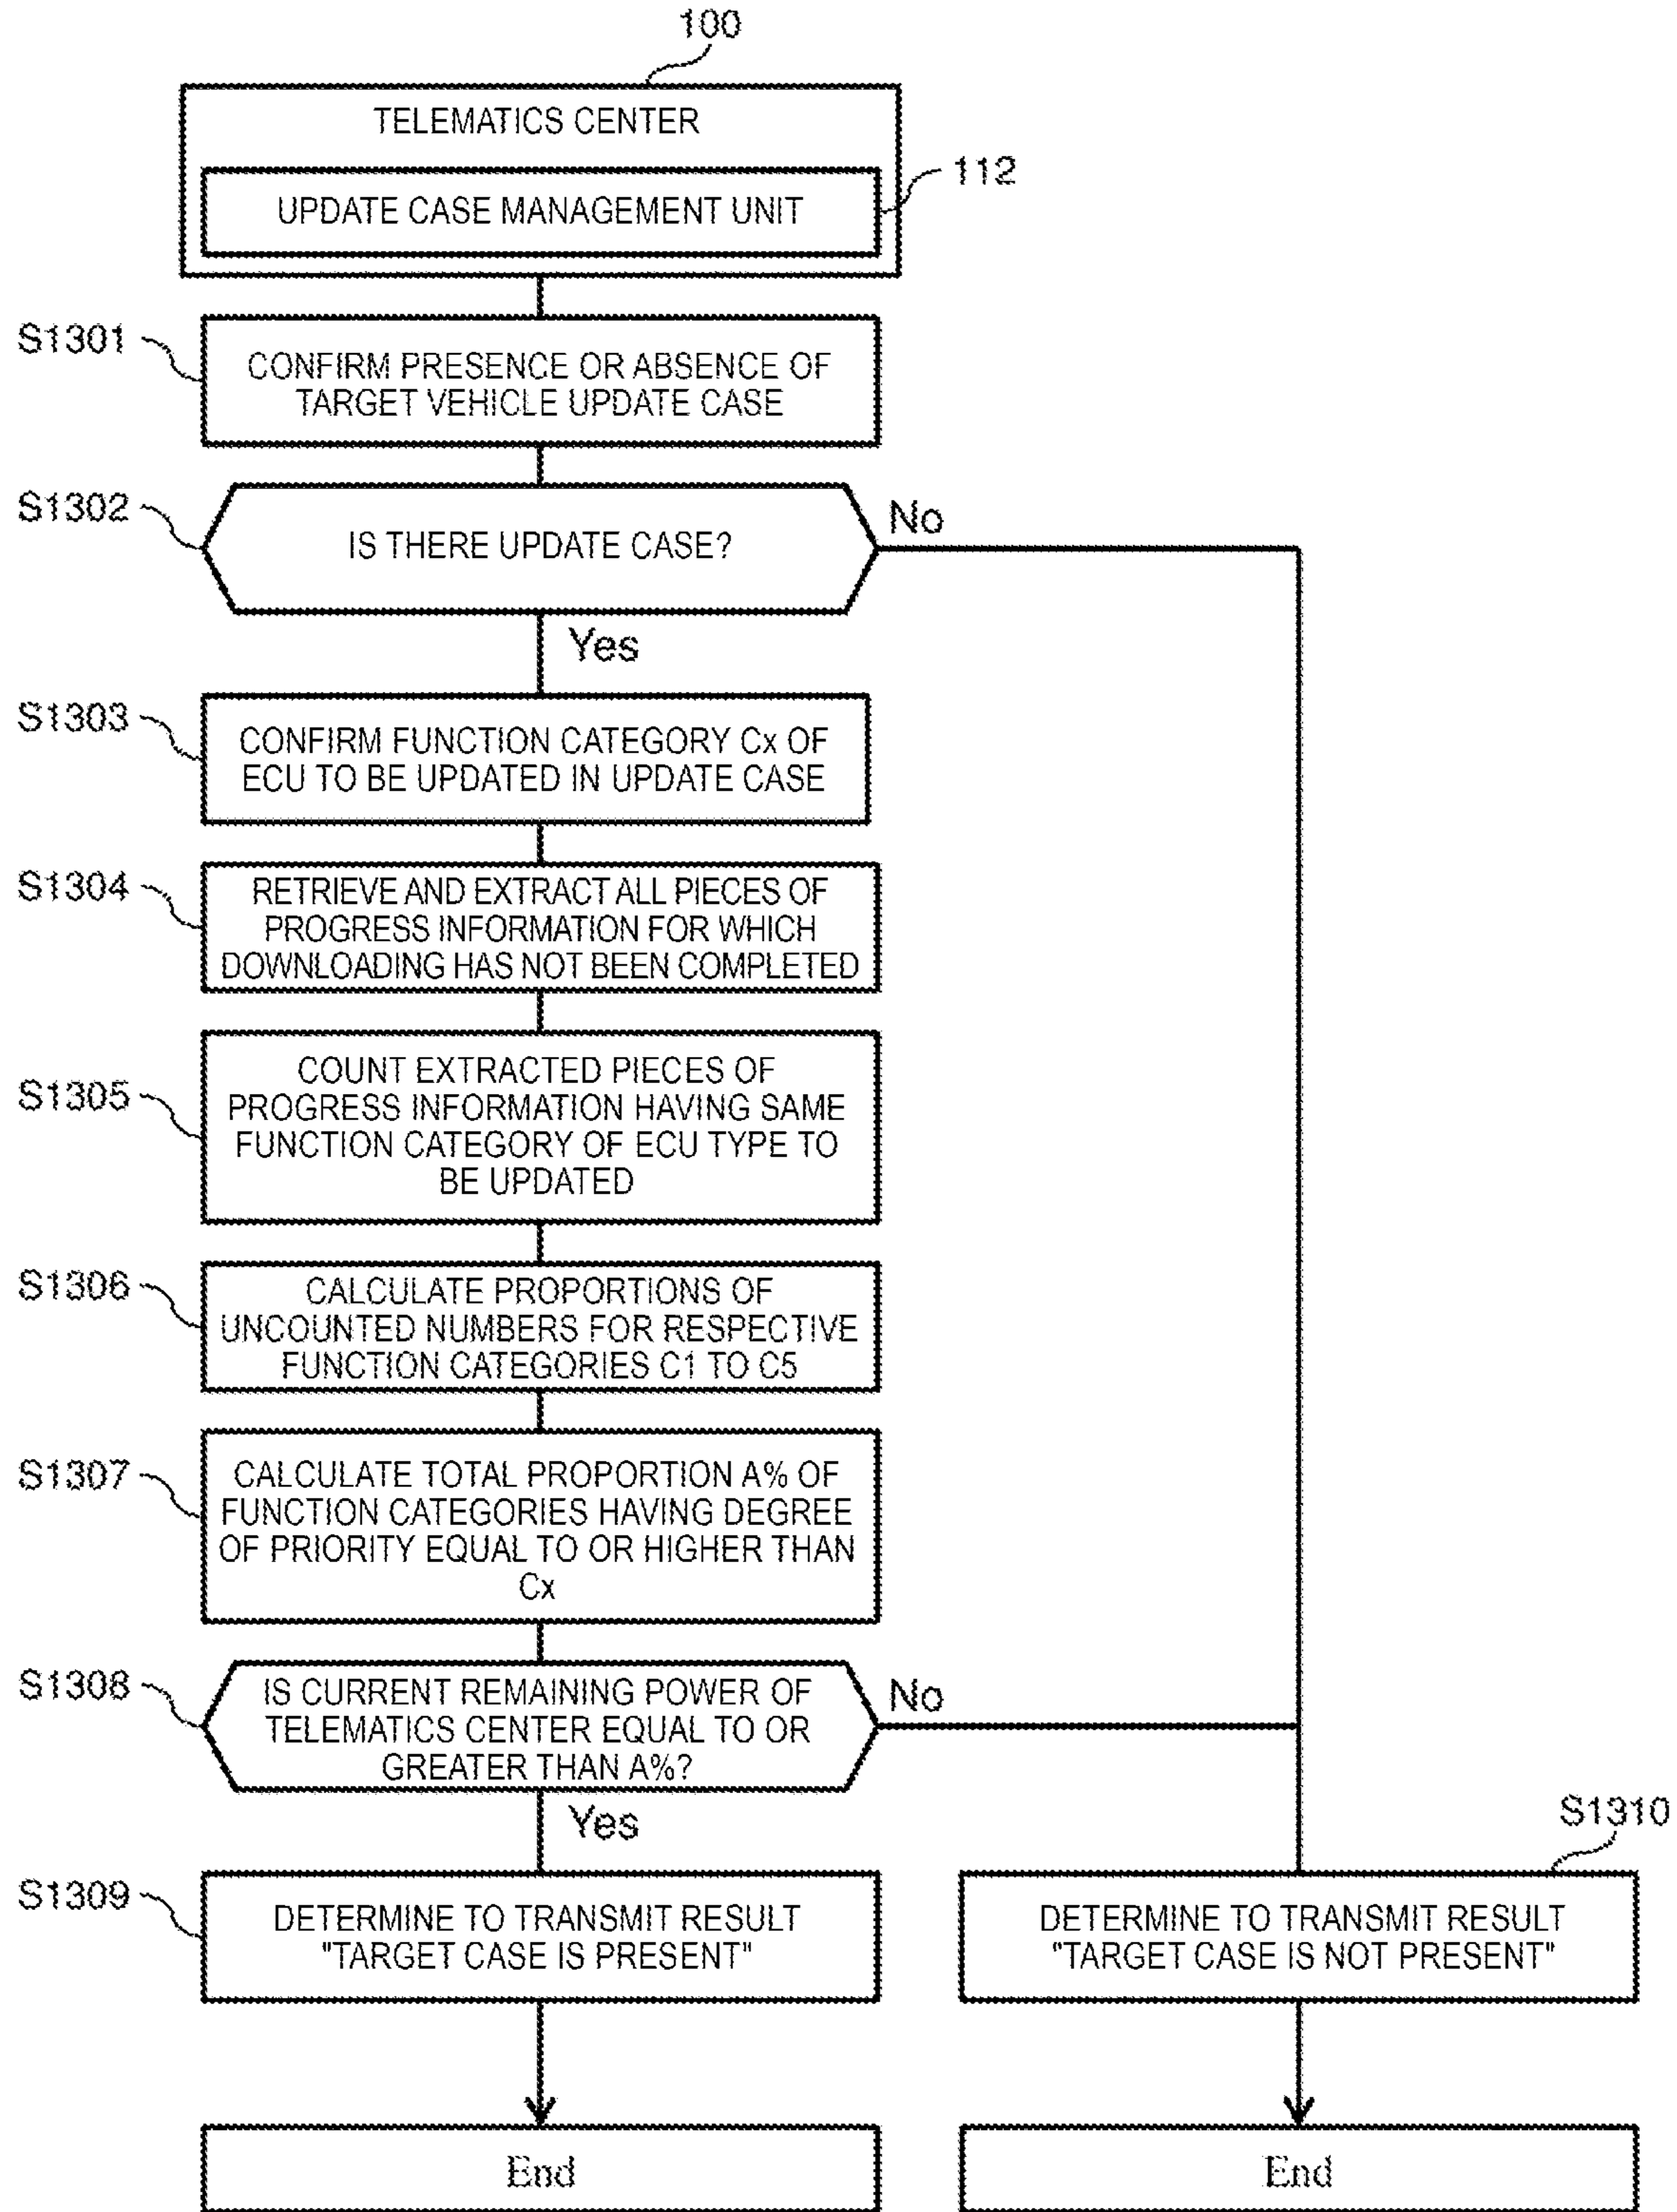 100
TELEMATICS CENTER
112
UPDATE CASE MANAGEMENT UNIT
S1301
CONFIRM PRESENCE OR ABSENCE OF
TARGET VEHICLE UPDATE CASE
S1302
IS THERE UPDATE CASE?
No
Yes
S1303
CONFIRM FUNCTION CATEGORY Cx OF
ECU TO BE UPDATED IN UPDATE CASE
S1304
RETRIEVE AND EXTRACT ALL PIECES OF
PROGRESS INFORMATION FOR WHICH
DOWNLOADING HAS NOT BEEN COMPLETED
S1305
COUNT EXTRACTED PIECES OF
PROGRESS INFORMATION HAVING SAME
FUNCTION CATEGORY OF ECU TYPE TO
BE UPDATED
S1306
CALCULATE PROPORTIONS OF
UNCOUNTED NUMBERS FOR RESPECTIVE
FUNCTION CATEGORIES C1 TO C5
S1307
CALCULATE TOTAL PROPORTION A% OF
FUNCTION CATEGORIES HAVING DEGREE
OF PRIORITY EQUAL TO OR HIGHER THAN
Cx
S1308
IS CURRENT REMAINING POWER OF
TELEMATICS CENTER EQUAL TO OR
GREATER THAN A%?
No
Yes
S1309
DETERMINE TO TRANSMIT RESULT
"TARGET CASE IS PRESENT"
S1310
DETERMINE TO TRANSMIT RESULT
"TARGET CASE IS NOT PRESENT"
End
End